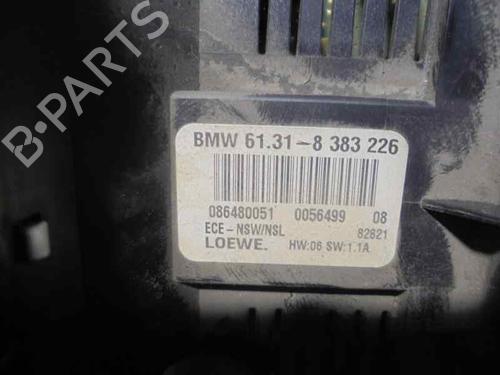 BMW 61.31-8 383 226
086480051 0056499 08
ECE-NSW/NSL 82821
LOEWE. HW:06 SW:1.1A
B-PARTS